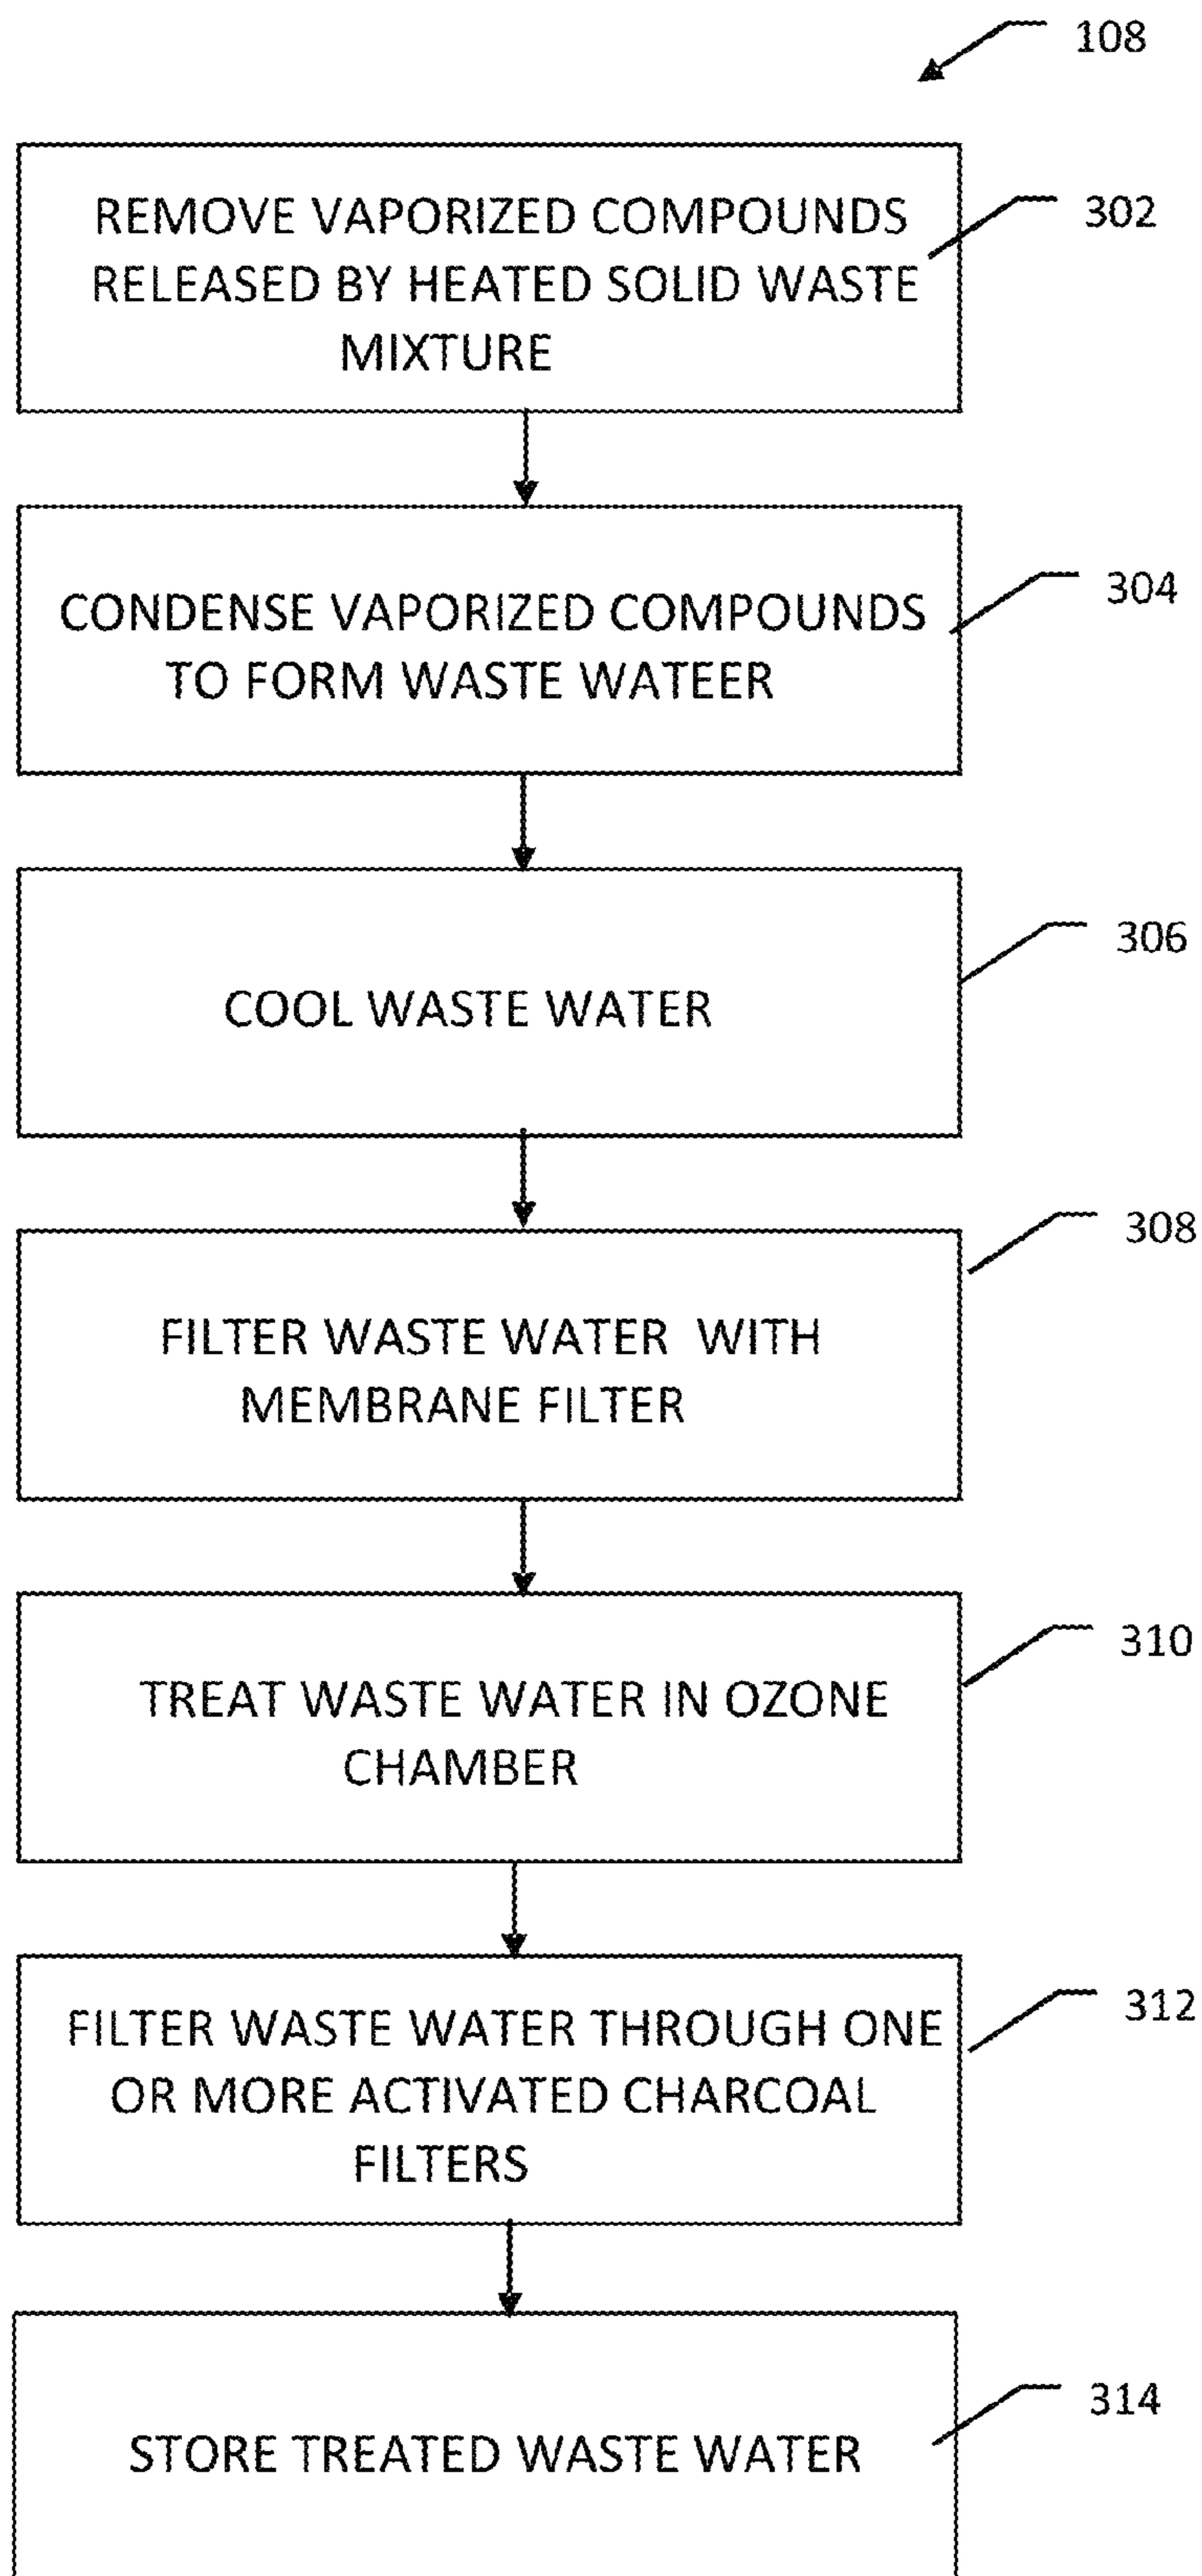 108
REMOVE VAPORIZED COMPOUNDS
RELEASED BY HEATED SOLID WASTE
MIXTURE
302
CONDENSE VAPORIZED COMPOUNDS
TO FORM WASTE WATEER
304
COOL WASTE WATER
306
FILTER WASTE WATER WITH
MEMBRANE FILTER
308
TREAT WASTE WATER IN OZONE
CHAMBER
310
FILTER WASTE WATER THROUGH ONE
OR MORE ACTIVATED CHARCOAL
FILTERS
312
STORE TREATED WASTE WATER
314